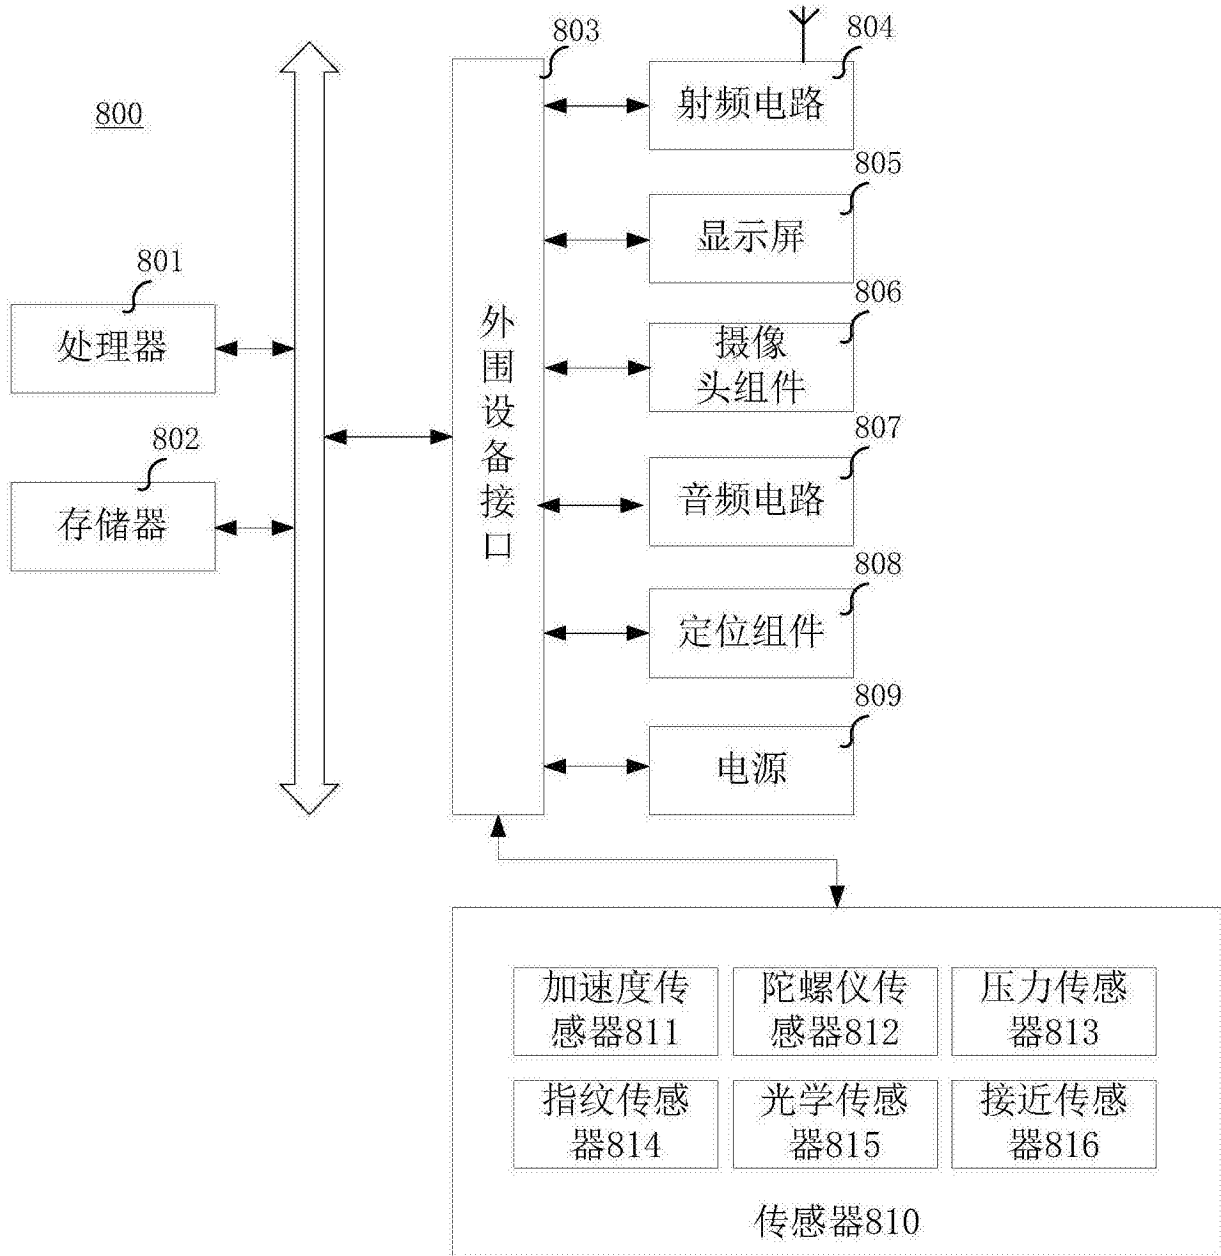 800
801
处理器
802
存储器
803
外围设备接口
804
射频电路
805
显示屏
806
摄像
头组件
807
音频电路
808
定位组件
809
电源
加速度传
感器811
陀螺仪传
感器812
压力传感
器813
指纹传感
器814
光学传感
器815
接近传感
器816
传感器810